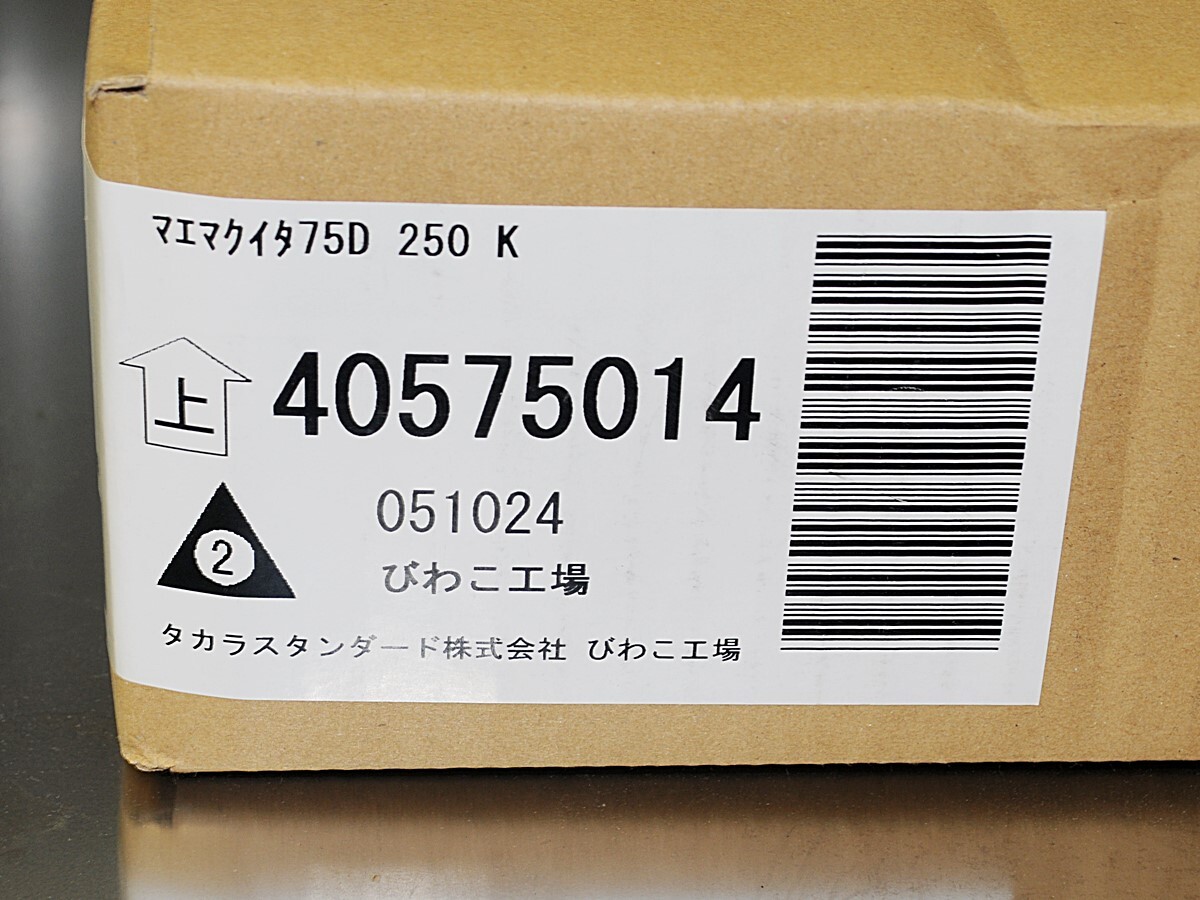 マエマクイタ75D 250 K
上
40575014
2
051024
びわこ工場
タカラスタンダード株式会社 びわこ工場